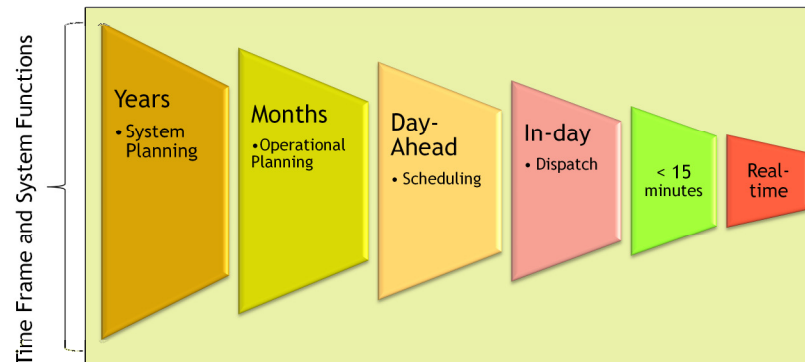 Time Frame and System Functions
Years
• System
Planning
Months
•Operational
Planning
Day-
Ahead
• Scheduling
In-day
• Dispatch
< 15
minutes
Real-
time